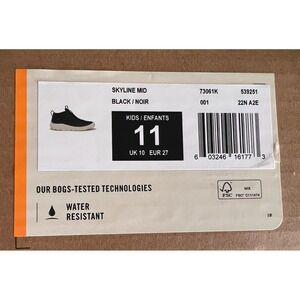 SKYLINE MID 73061K 539251
BLACK / NOIR 001 22N A2E
KIDS / ENFANTS
11
UK 10 EUR 27
6 03246 16177 3
OUR BOGS-TESTED TECHNOLOGIES
WATER
RESISTANT
FSC
MIX